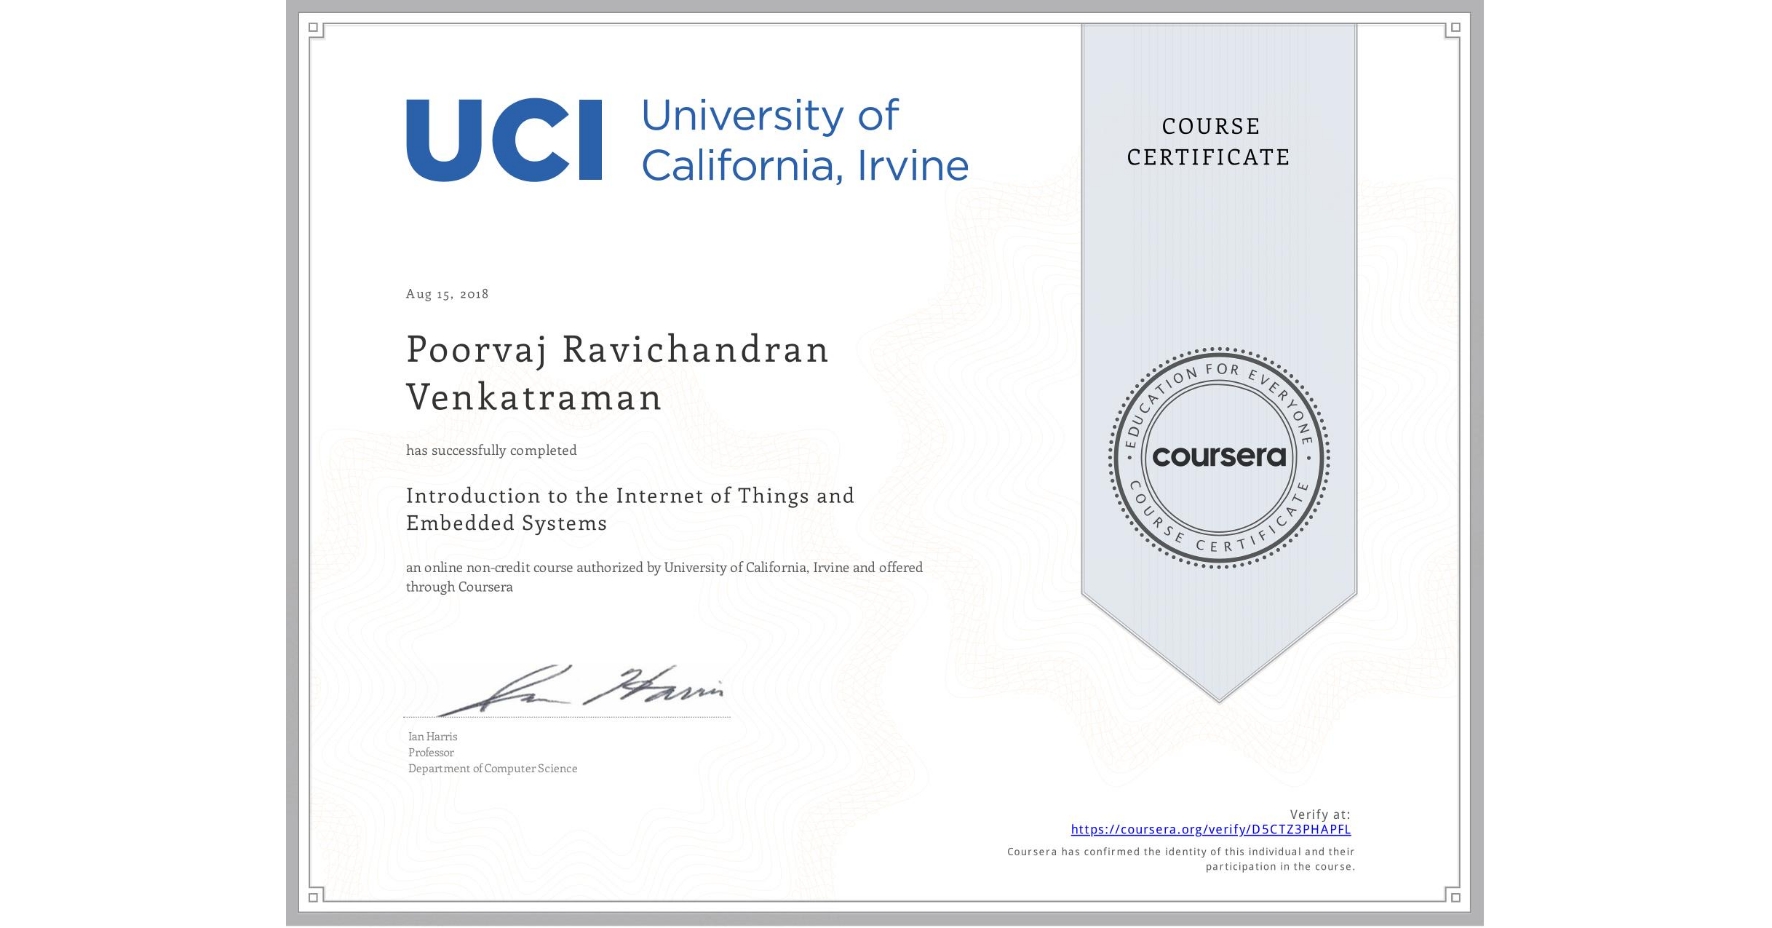 UCI University of
California, Irvine
COURSE
CERTIFICATE
Aug 15, 2018
Poorvaj Ravichandran
Venkatraman
has successfully completed
Introduction to the Internet of Things and
Embedded Systems
an online non-credit course authorized by University of California, Irvine and offered
through Coursera
EDUCATION FOR EVERYONE
coursera
COURSE CERTIFICATE
Ian Harris
Ian Harris
Professor
Department of Computer Science
Verify at:
https://coursera.org/verify/D5CTZ3PHAPFL
Coursera has confirmed the identity of this individual and their
participation in the course.